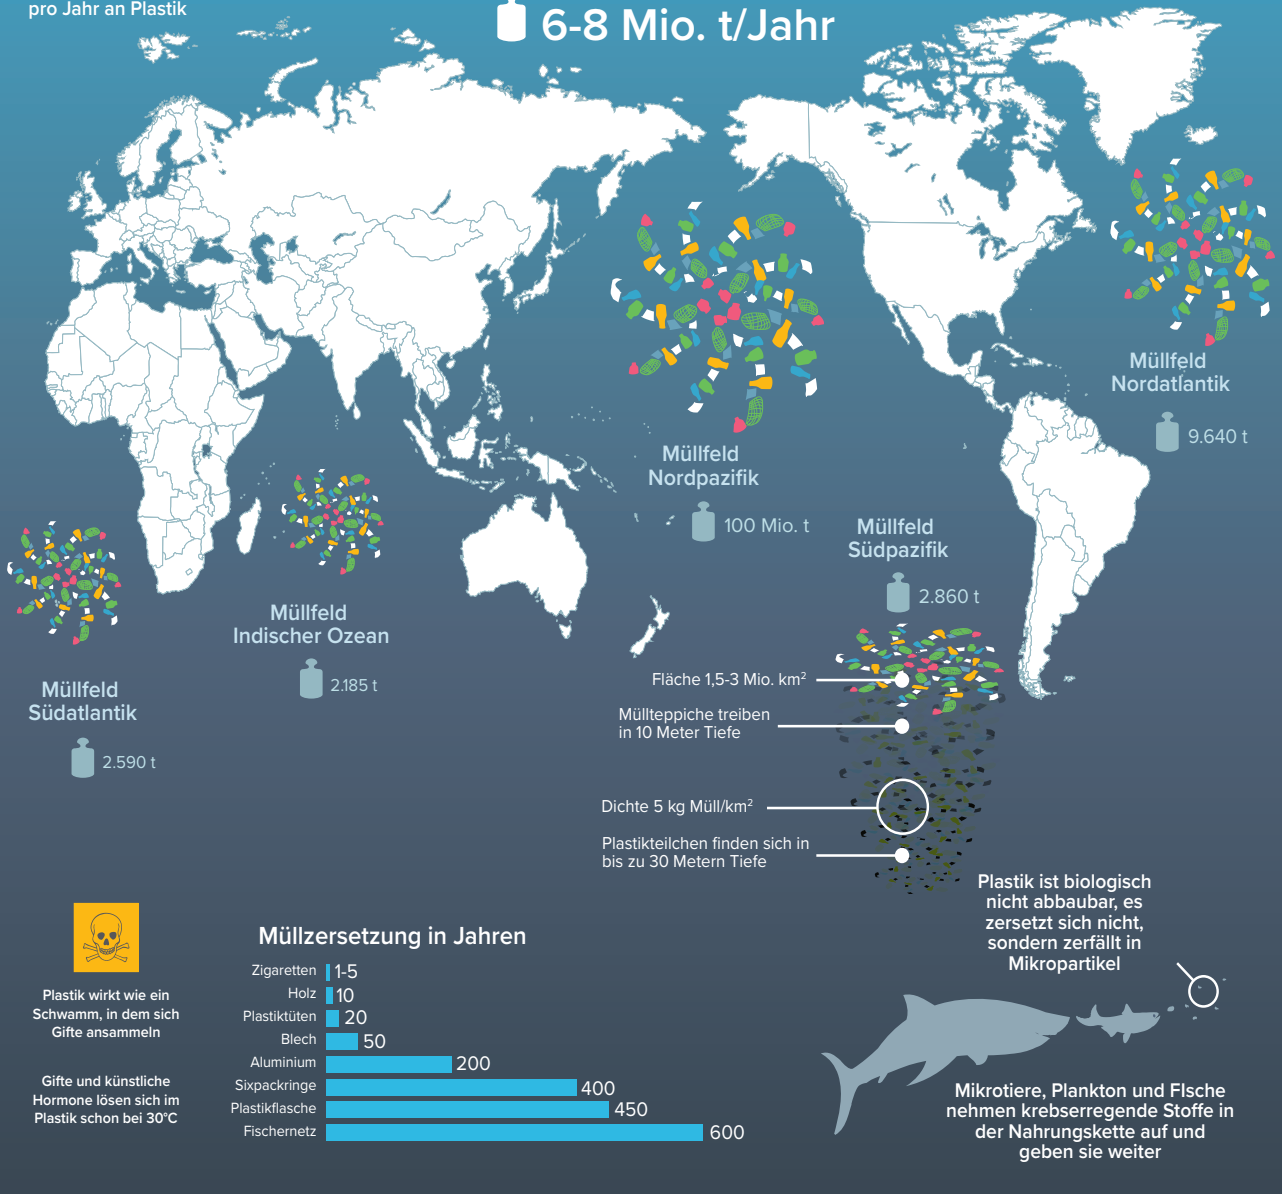 pro Jahr an Plastik
6-8 Mio. t/Jahr
Müllfeld
Nordatlantik
9.640 t
Müllfeld
Nordpazifik
100 Mio. t
Müllfeld
Südpazifik
2.860 t
Müllfeld
Indischer Ozean
2.185 t
Müllfeld
Südatlantik
2.590 t
Fläche 1,5-3 Mio. km²
Müllteppiche treiben
in 10 Meter Tiefe
Dichte 5 kg Müll/km²
Plastikteilchen finden sich in
bis zu 30 Metern Tiefe
Plastik ist biologisch
nicht abbaubar, es
zersetzt sich nicht,
sondern zerfällt in
Mikropartikel
Plastik wirkt wie ein
Schwamm, in dem sich
Gifte ansammeln
Gifte und künstliche
Hormone lösen sich im
Plastik schon bei 30°C
Müllzersetzung in Jahren
Zigaretten 1-5
Holz 10
Plastiktüten 20
Blech 50
Aluminium 200
Sixpackringe 400
Plastikflasche 450
Fischernetz 600
Mikrotiere, Plankton und FIsche
nehmen krebserregende Stoffe in
der Nahrungskette auf und
geben sie weiter